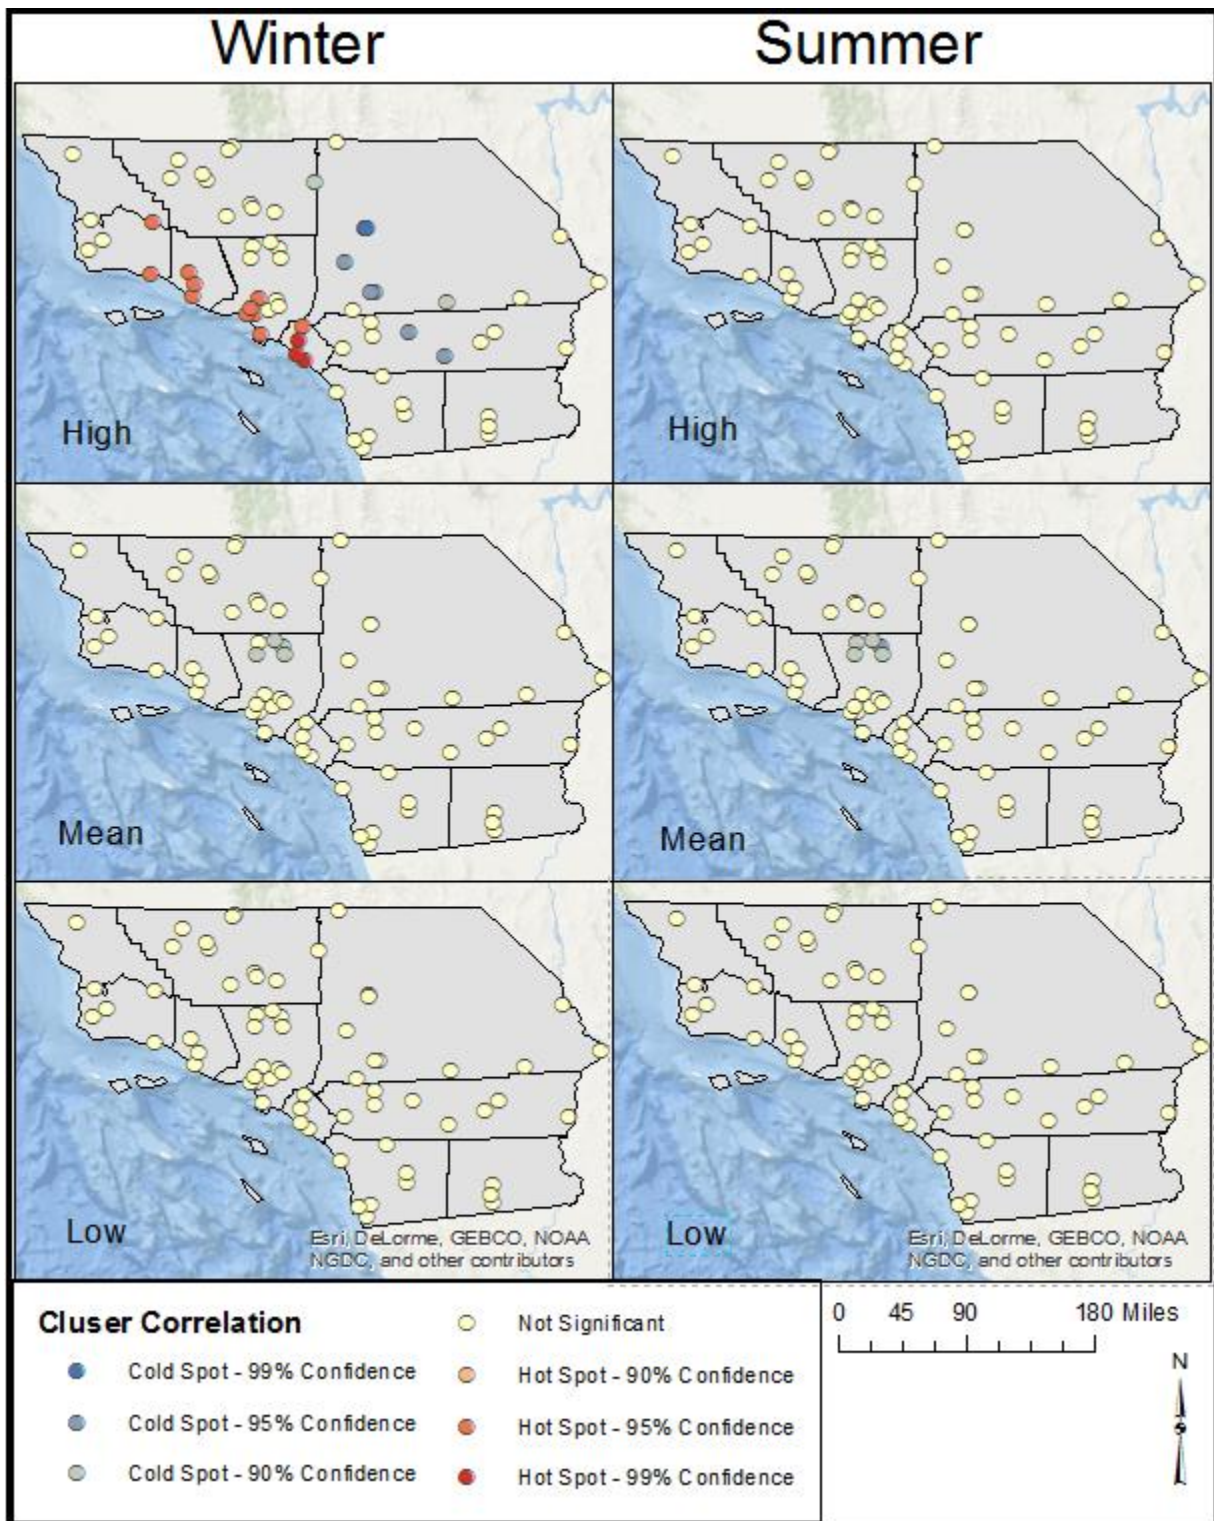 Winter
Summer
High
High
Mean
Mean
Low
Esri, DeLorme, GEBCO, NOAA
NGDC, and other contributors
Low
Esri, DeLorme, GEBCO, NOAA
NGDC, and other contributors
Cluser Correlation
Cold Spot - 99% Confidence
Cold Spot - 95% Confidence
Cold Spot - 90% Confidence
Not Significant
Hot Spot - 90% Confidence
Hot Spot - 95% Confidence
Hot Spot - 99% Confidence
0 45 90 180 Miles
N